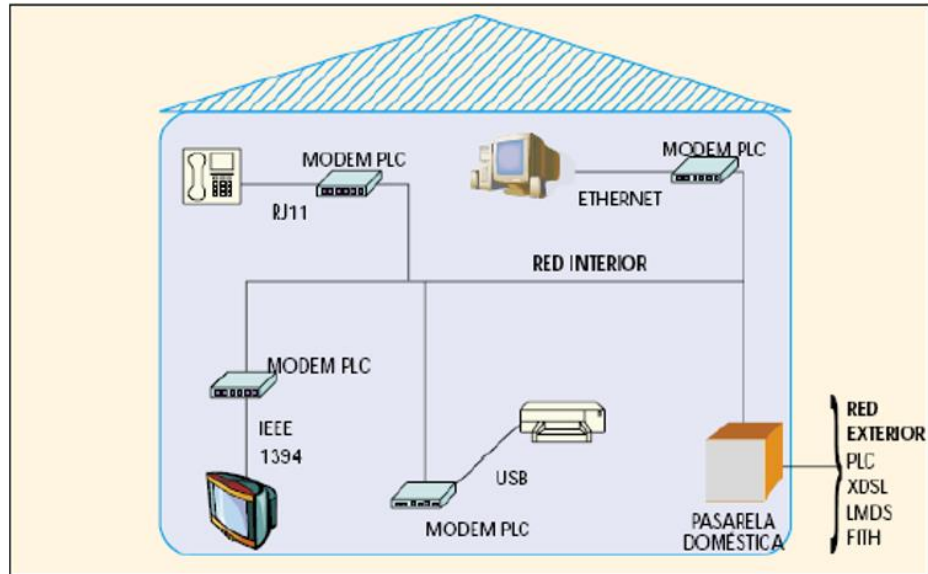 MODEM PLC
RJ11
MODEM PLC
ETHERNET
RED INTERIOR
MODEM PLC
IEEE
1394
USB
MODEM PLC
PASARELA
DOMÉSTICA
RED
EXTERIOR
PLC
XDSL
LMDS
FITH